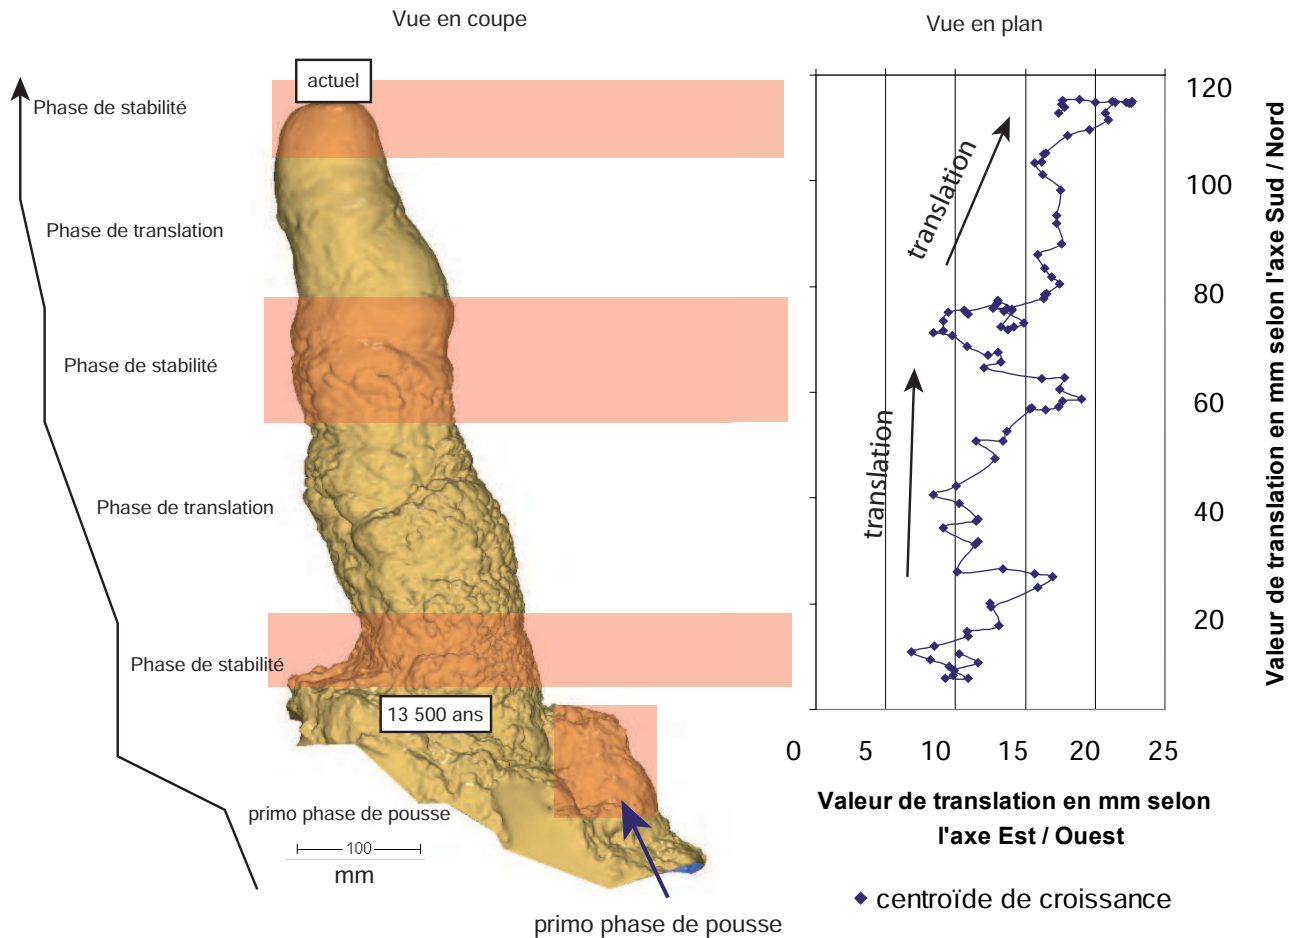 Vue en coupe
Vue en plan
actuel
Phase de stabilité
Phase de translation
Phase de stabilité
Phase de translation
Phase de stabilité
13 500 ans
primo phase de pousse
100
mm
primo phase de pousse
translation
translation
120
100
80
60
40
20
0 5 10 15 20 25
Valeur de translation en mm selon l'axe Sud / Nord
Valeur de translation en mm selon
l'axe Est / Ouest
centroïde de croissance